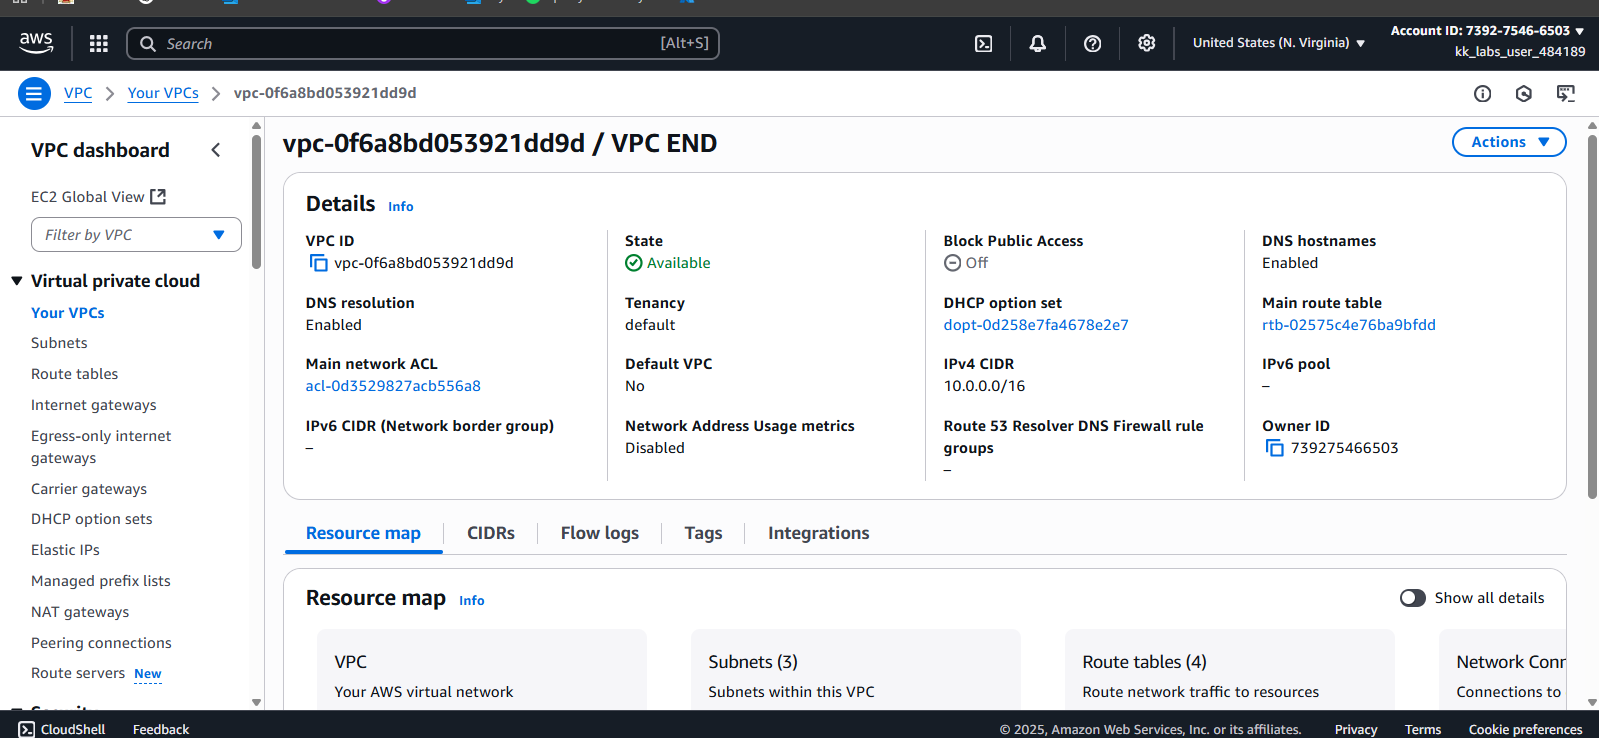 aws
Search
[Alt+S]
United States (N. Virginia)
Account ID: 7392-7546-6503
kk_labs_user_484189
VPC
Your VPCs
vpc-0f6a8bd053921dd9d
VPC dashboard
EC2 Global View
Filter by VPC
Virtual private cloud
Your VPCs
Subnets
Route tables
Internet gateways
Egress-only internet
gateways
Carrier gateways
DHCP option sets
Elastic IPs
Managed prefix lists
NAT gateways
Peering connections
Route servers New
vpc-0f6a8bd053921dd9d / VPC END
Actions
Details Info
VPC ID
vpc-0f6a8bd053921dd9d
State
Available
Block Public Access
Off
DNS hostnames
Enabled
DNS resolution
Enabled
Tenancy
default
DHCP option set
dopt-0d258e7fa4678e2e7
Main route table
rtb-02575c4e76ba9bfdd
Main network ACL
acl-0d3529827acb556a8
Default VPC
No
IPv4 CIDR
10.0.0.0/16
IPv6 pool
–
IPv6 CIDR (Network border group)
–
Network Address Usage metrics
Disabled
Route 53 Resolver DNS Firewall rule
groups
–
Owner ID
739275466503
Resource map
CIDRs
Flow logs
Tags
Integrations
Resource map Info
Show all details
VPC
Your AWS virtual network
Subnets (3)
Subnets within this VPC
Route tables (4)
Route network traffic to resources
Network Conn
Connections to
CloudShell
Feedback
© 2025, Amazon Web Services, Inc. or its affiliates.
Privacy
Terms
Cookie preferences